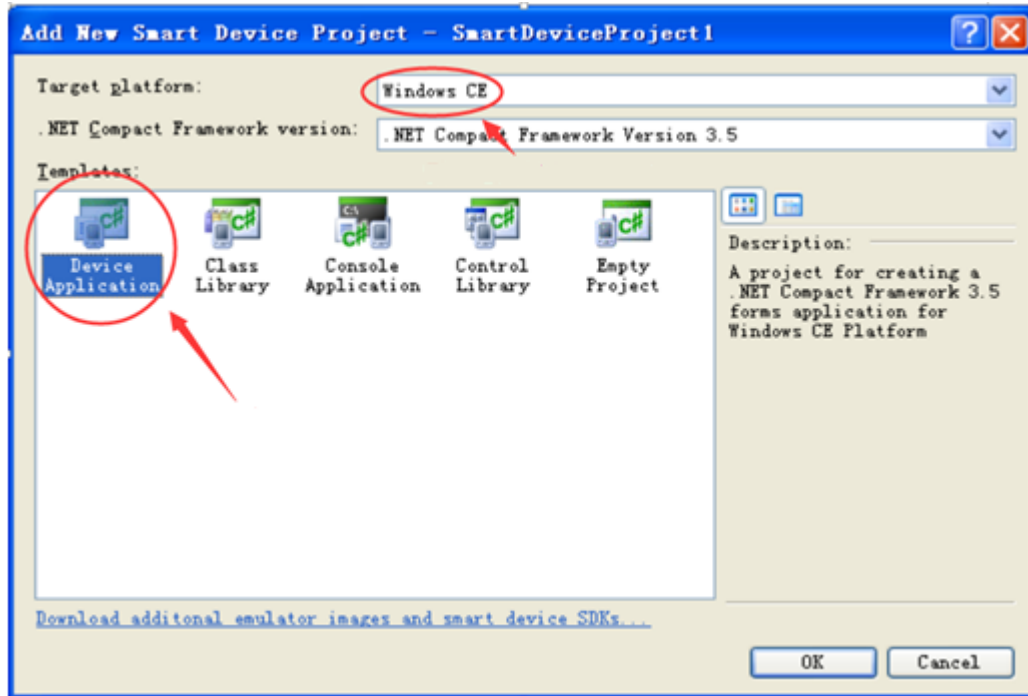 Add New Smart Device Project - SmartDeviceProject1
Target platform:
Windows CE
.NET Compact Framework version:
.NET Compact Framework Version 3.5
Templates:
Device Application
Class Library
Console Application
Control Library
Empty Project
Description:
A project for creating a
.NET Compact Framework 3.5
forms application for
Windows CE Platform
Download additonal emulator images and smart device SDKs...
OK
Cancel